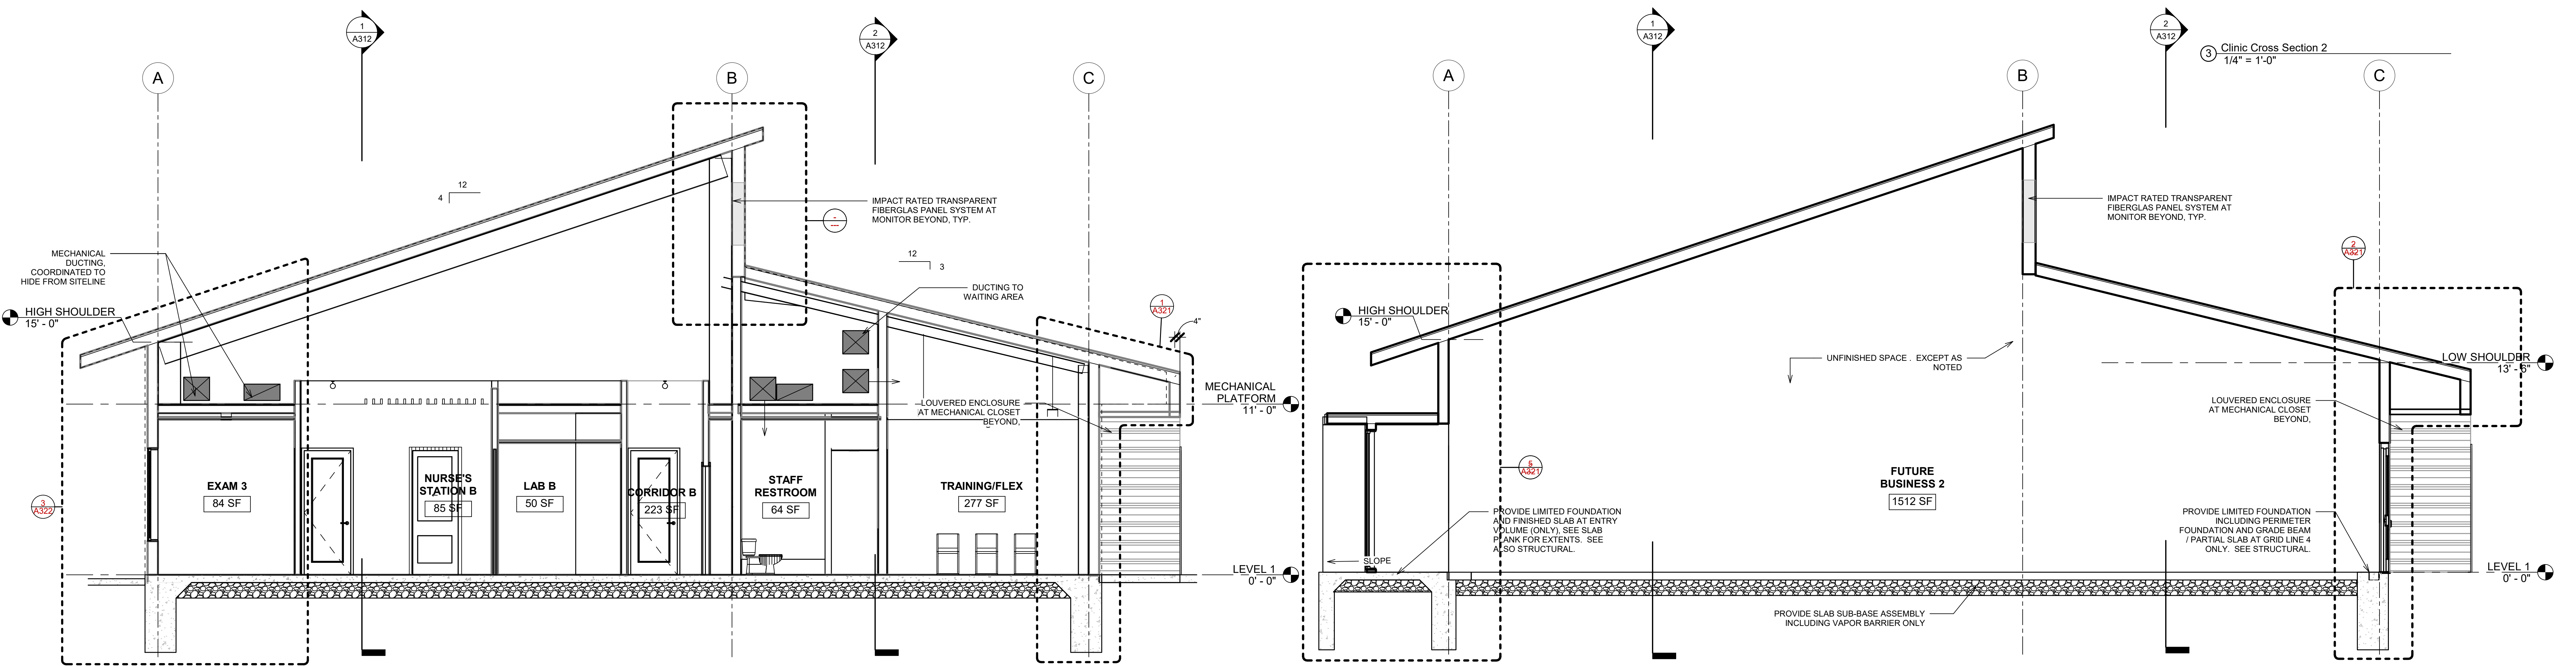 1
A312
2
A312
A
B
C
12
4
IMPACT RATED TRANSPARENT
FIBERGLAS PANEL SYSTEM AT
MONITOR BEYOND, TYP.
-
---
12
3
MECHANICAL
DUCTING,
COORDINATED TO
HIDE FROM SITELINE
DUCTING TO
WAITING AREA
HIGH SHOULDER
15' - 0"
1
A321
4"
MECHANICAL
PLATFORM
11' - 0"
LOUVERED ENCLOSURE
AT MECHANICAL CLOSET
BEYOND,
EXAM 3
84 SF
NURSE'S
STATION B
85 SF
LAB B
50 SF
CORRIDOR B
223 SF
STAFF
RESTROOM
64 SF
TRAINING/FLEX
277 SF
3
A322
LEVEL 1
0' - 0"
1
A312
2
A312
3
Clinic Cross Section 2
1/4" = 1'-0"
A
B
C
IMPACT RATED TRANSPARENT
FIBERGLAS PANEL SYSTEM AT
MONITOR BEYOND, TYP.
2
A321
HIGH SHOULDER
15' - 0"
UNFINISHED SPACE . EXCEPT AS
NOTED
LOW SHOULDER
13' - 6"
LOUVERED ENCLOSURE
AT MECHANICAL CLOSET
BEYOND,
5
A321
FUTURE
BUSINESS 2
1512 SF
PROVIDE LIMITED FOUNDATION
AND FINISHED SLAB AT ENTRY
VOLUME (ONLY), SEE SLAB
PLANK FOR EXTENTS. SEE
ALSO STRUCTURAL.
PROVIDE LIMITED FOUNDATION
INCLUDING PERIMETER
FOUNDATION AND GRADE BEAM
/ PARTIAL SLAB AT GRID LINE 4
ONLY. SEE STRUCTURAL.
SLOPE
LEVEL 1
0' - 0"
PROVIDE SLAB SUB-BASE ASSEMBLY
INCLUDING VAPOR BARRIER ONLY